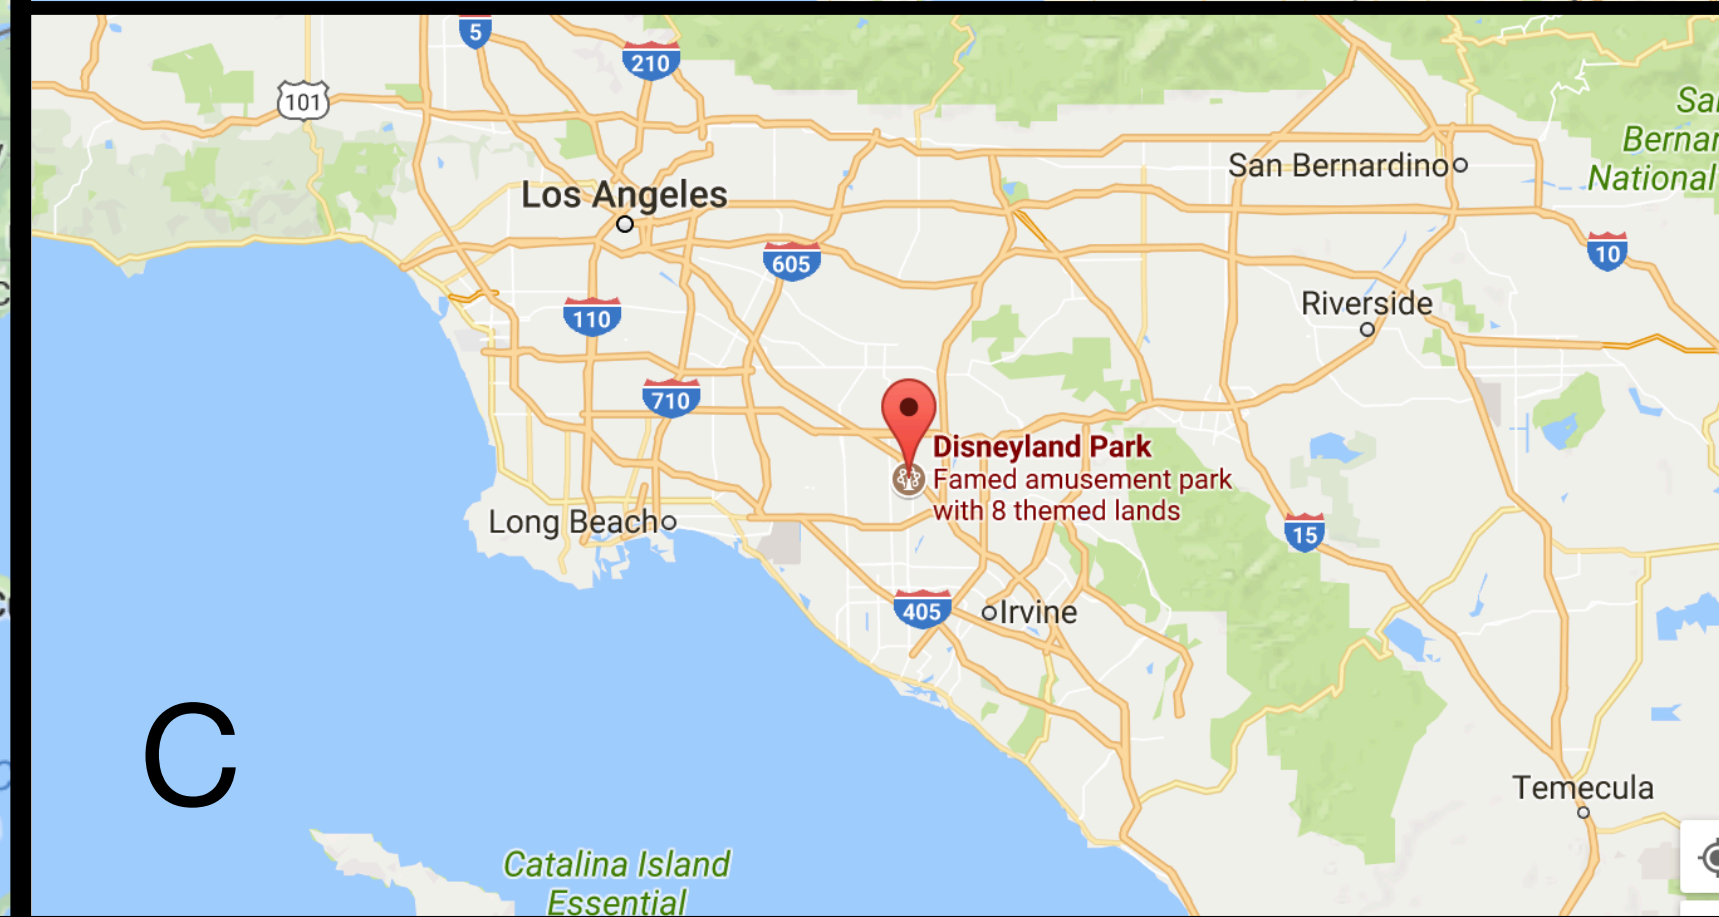 5
210
101
San
Bernar
National
San Bernardino
Los Angeles
605
10
Riverside
110
710
Disneyland Park
Famed amusement park
with 8 themed lands
Long Beach
15
405
Irvine
C
Temecula
Catalina Island
Essential